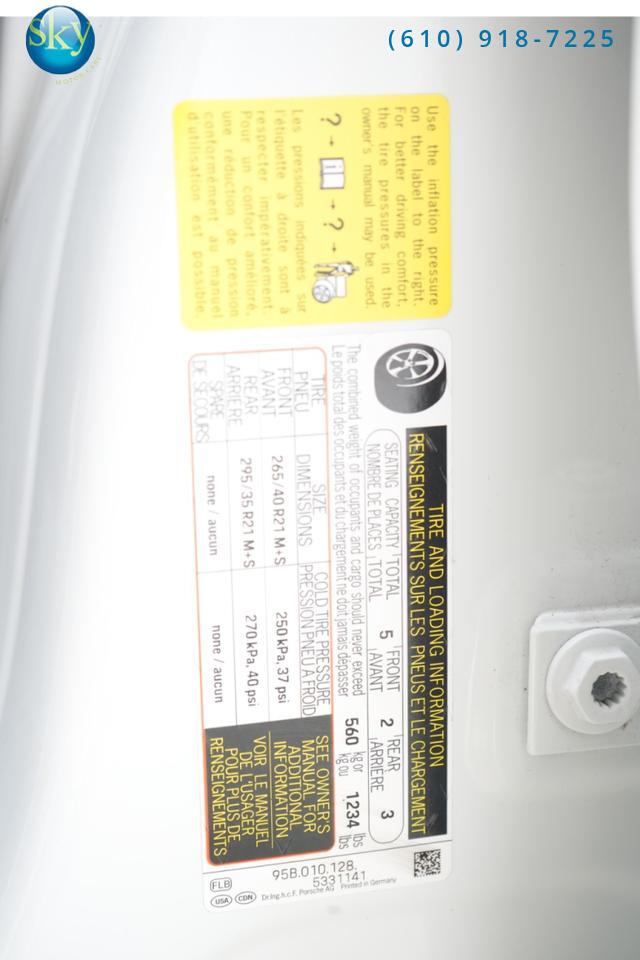 Sky
MOTOR CARS
(610) 918-7225
Use the inflation pressure
on the label to the right.
For better driving comfort,
the tire pressures in the
owner's manual may be used.
? → i → ? →
Les pressions indiquées sur
l'étiquette à droite sont à
respecter impérativement.
Pour un confort amélioré,
une réduction de pression
conformément au manuel
d'utilisation est possible.
TIRE AND LOADING INFORMATION
RENSEIGNEMENTS SUR LES PNEUS ET LE CHARGEMENT
SEATING CAPACITY TOTAL 5 FRONT 2 REAR 3
NOMBRE DE PLACES TOTAL AVANT ARRIÈRE
The combined weight of occupants and cargo should never exceed 560 kg or 1234 lbs
Le poids total des occupants et du chargement ne doit jamais dépasser kg ou lbs
TIRE SIZE COLD TIRE PRESSURE
PNEU DIMENSIONS PRESSION PNEU À FROID
FRONT 265/40 R21 M+S 250 kPa, 37 psi
AVANT
REAR 295/35 R21 M+S 270 kPa, 40 psi
ARRIÈRE
SPARE none / aucun none / aucun
DE SECOURS
SEE OWNER'S
MANUAL FOR
ADDITIONAL
INFORMATION
VOIR LE MANUEL
DE L'USAGER
POUR PLUS DE
RENSEIGNEMENTS
95B.010.128.
5331141
Dr.Ing.h.c.F. Porsche AG Printed in Germany
FLB
USA CDN